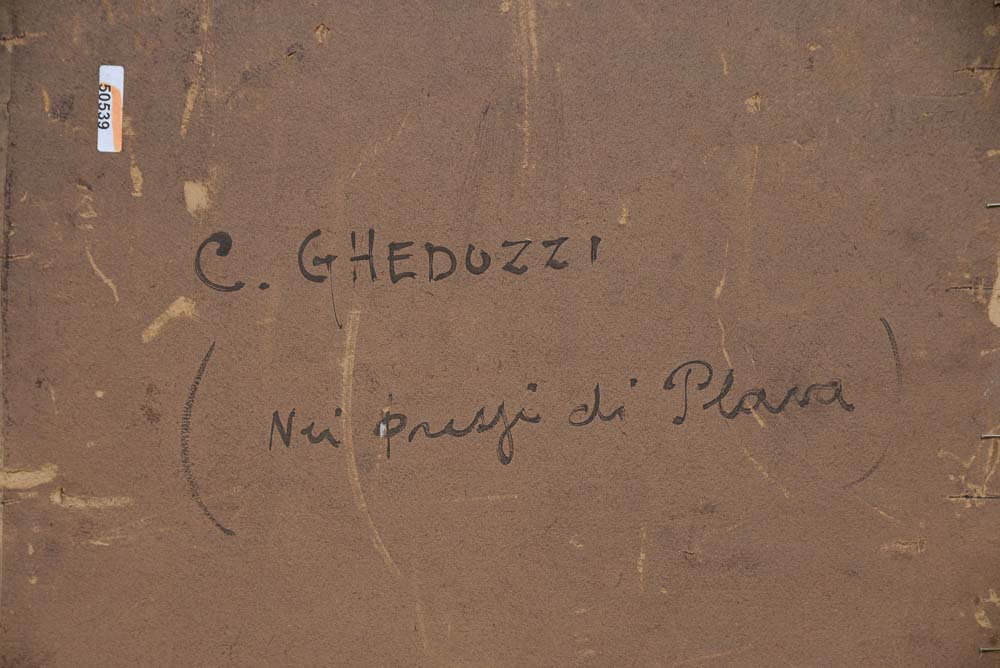 50539
C. GHEDUZZI
(Nei pressi di Plava)